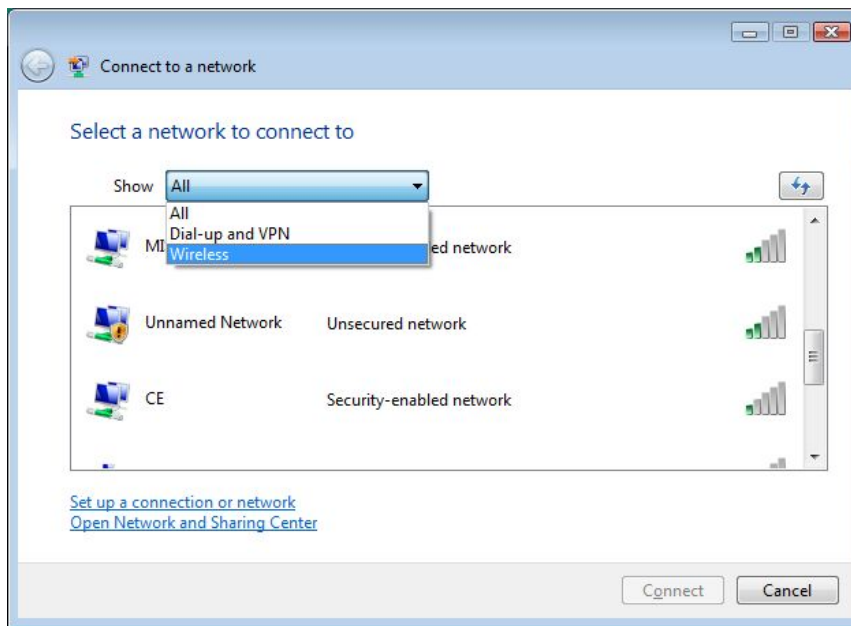 Connect to a network
Select a network to connect to
Show All
All
Dial-up and VPN
Wireless
MI ed network
Unnamed Network Unsecured network
CE Security-enabled network
Set up a connection or network
Open Network and Sharing Center
Connect Cancel